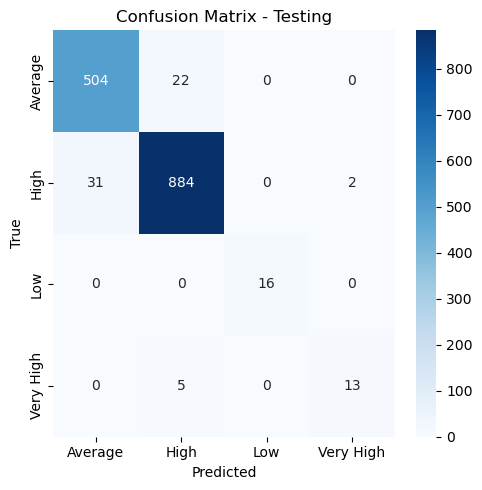 Confusion Matrix - Testing
Average 504 22 0 0
High 31 884 0 2
Low 0 0 16 0
Very High 0 5 0 13
Average High Low Very High
Predicted
True
800
700
600
500
400
300
200
100
0